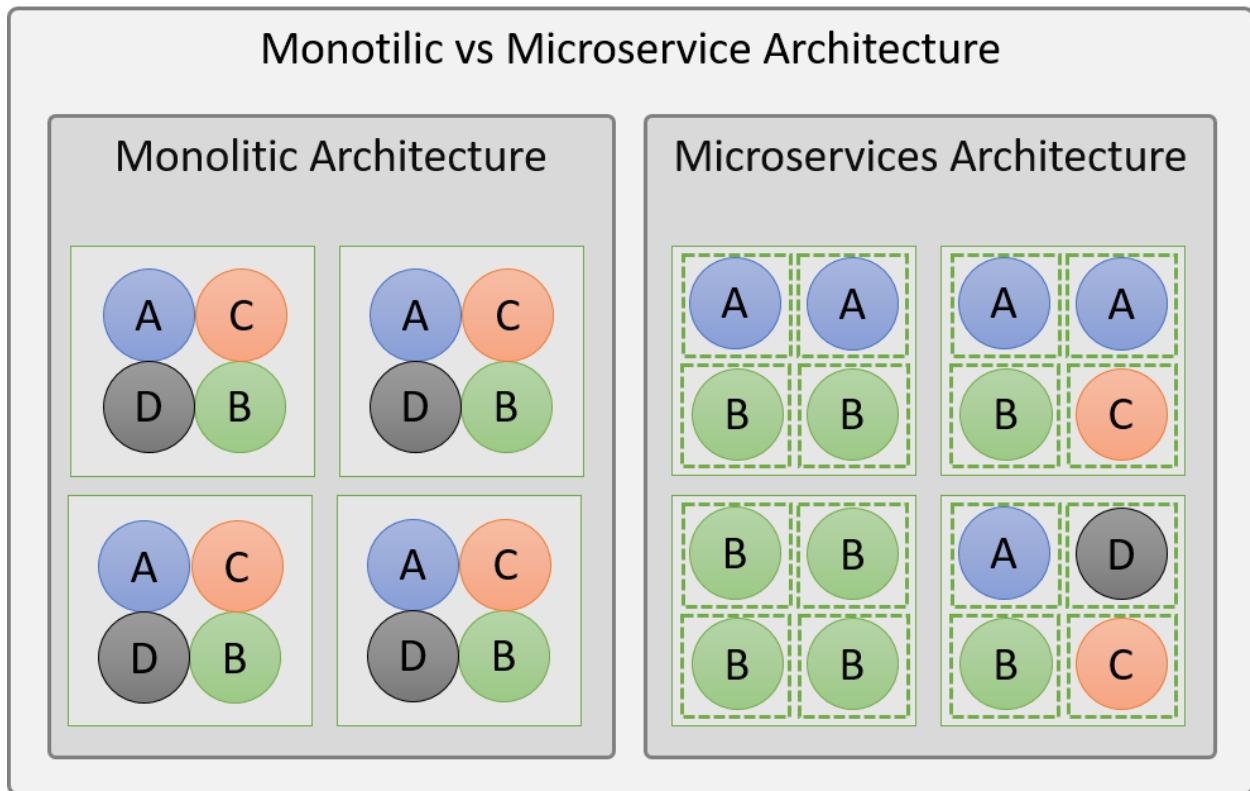 Monotilic vs Microservice Architecture
Monolitic Architecture
A C
D B
A C
D B
A C
D B
A C
D B
Microservices Architecture
A A
B B
A A
B C
B B
B B
A D
B C